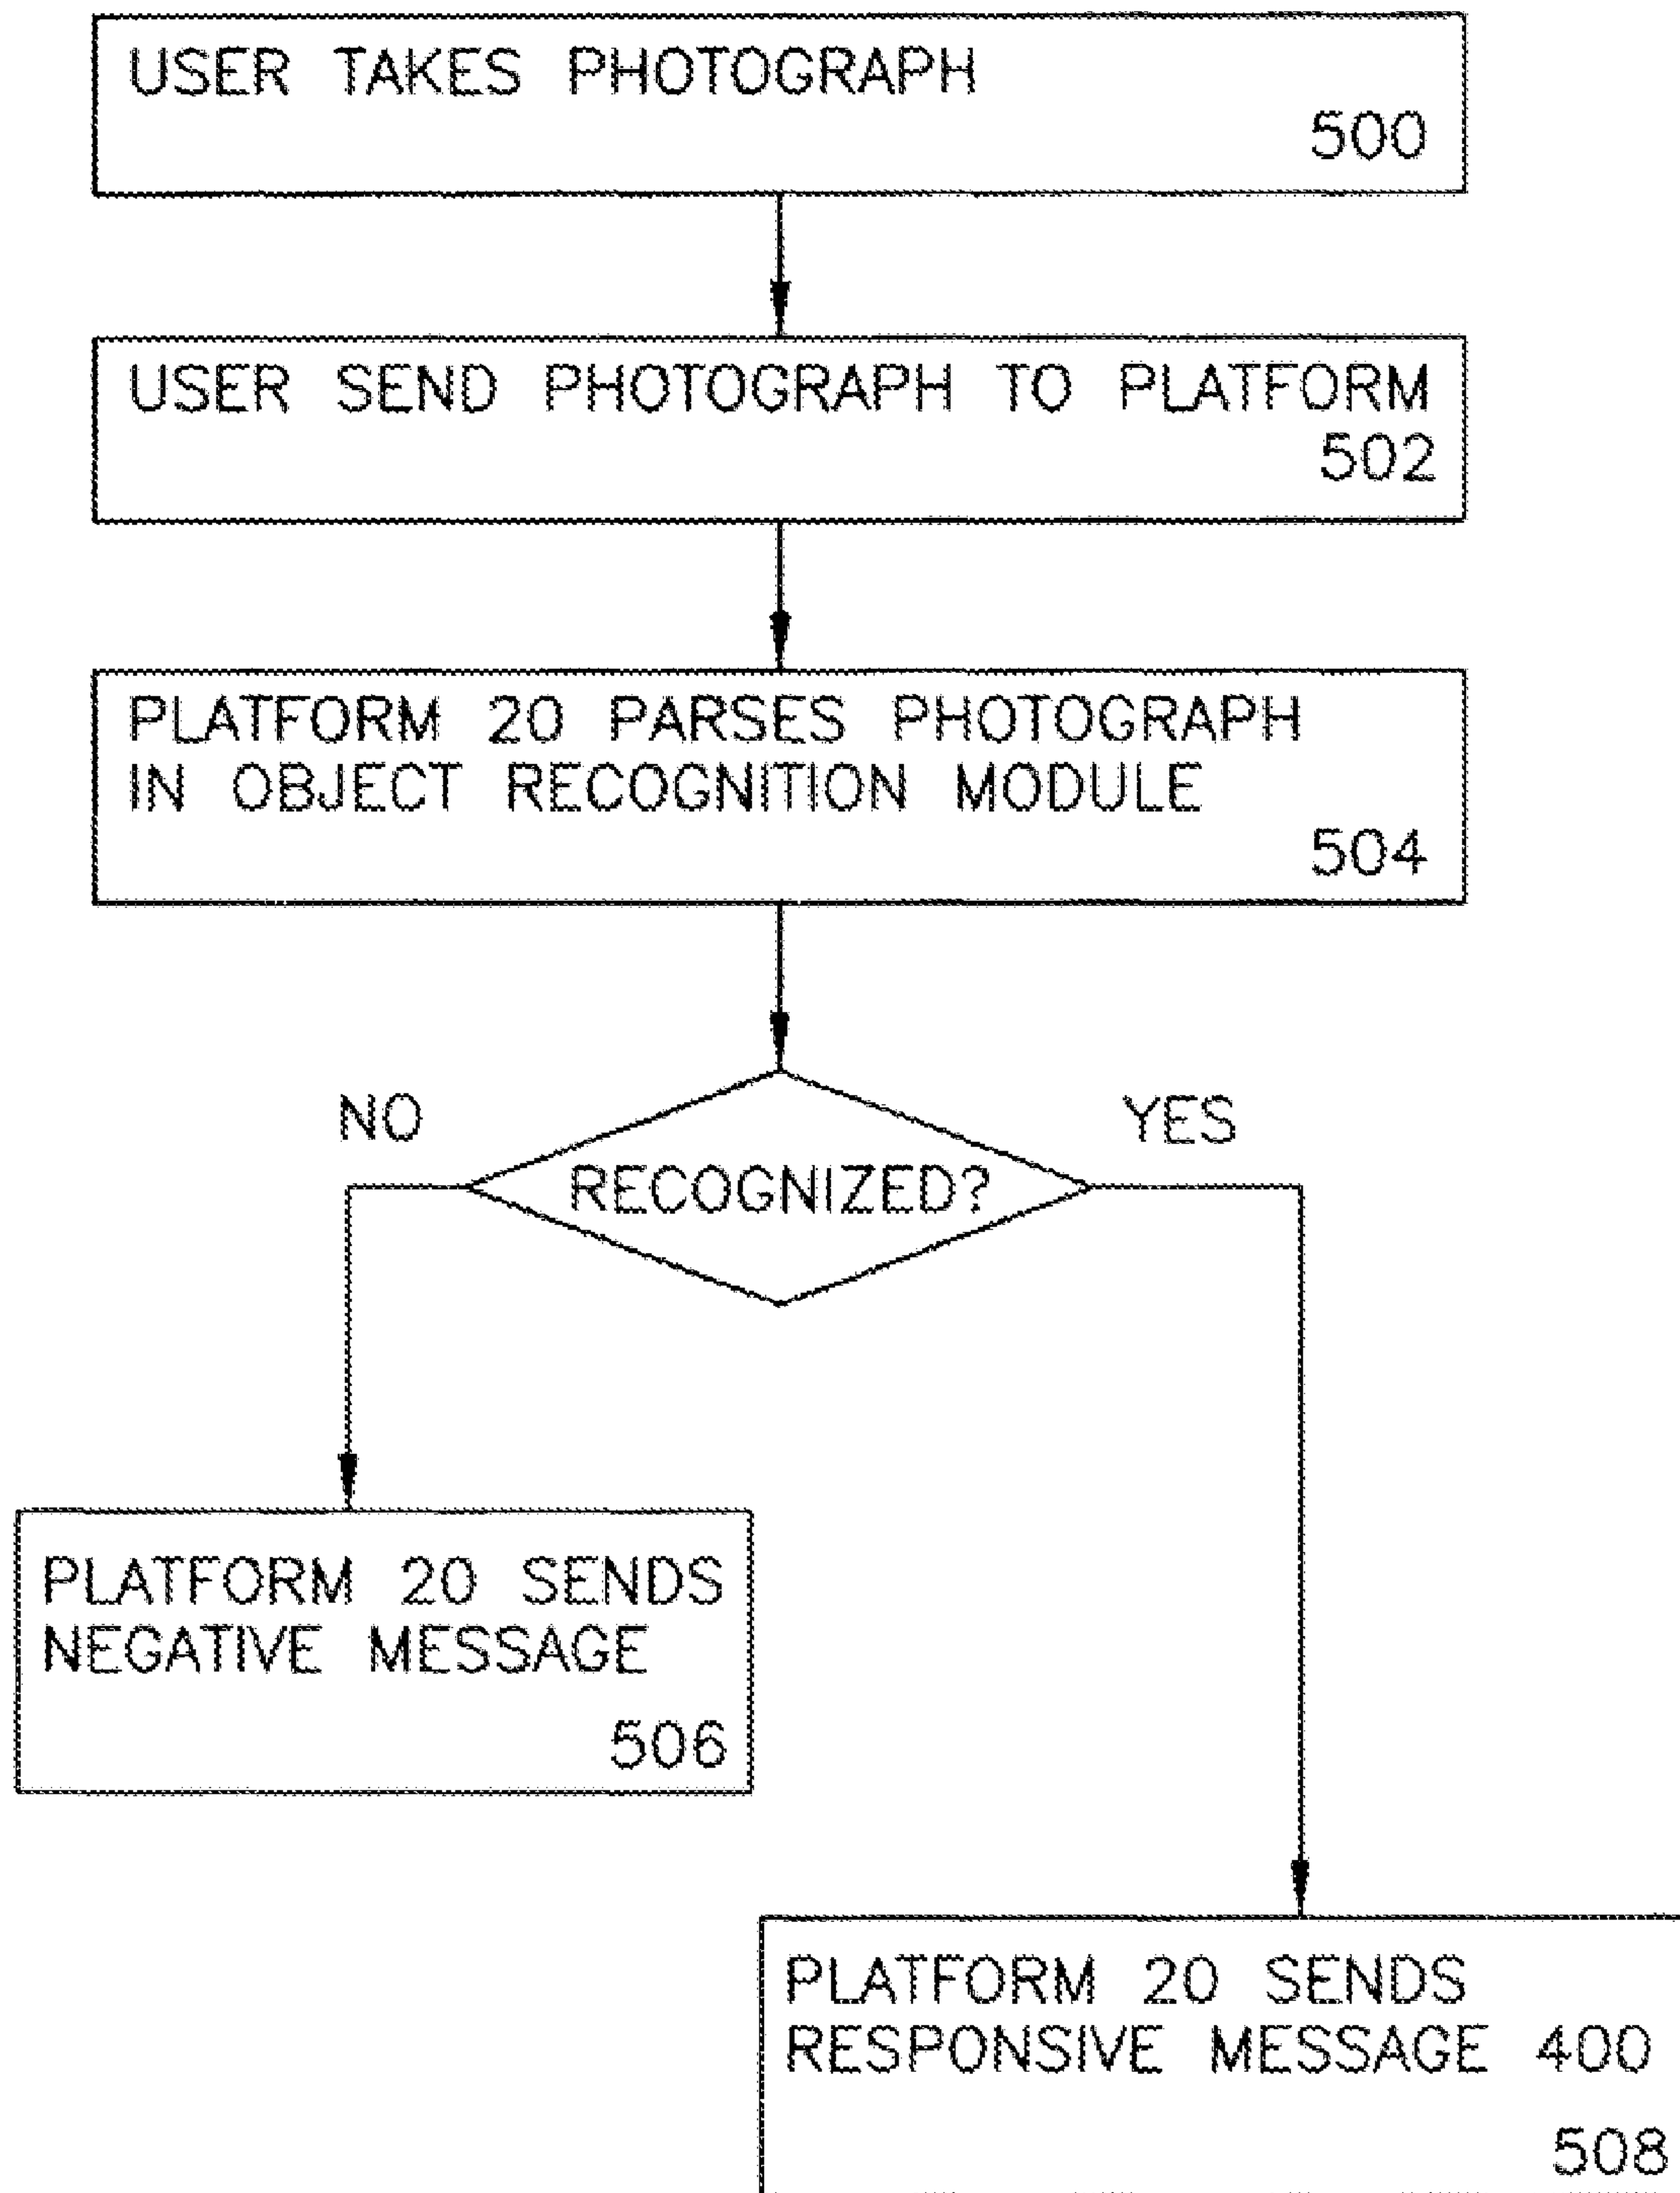 USER TAKES PHOTOGRAPH
500
USER SEND PHOTOGRAPH TO PLATFORM
502
PLATFORM 20 PARSES PHOTOGRAPH
IN OBJECT RECOGNITION MODULE
504
NO
YES
RECOGNIZED?
PLATFORM 20 SENDS
NEGATIVE MESSAGE
506
PLATFORM 20 SENDS
RESPONSIVE MESSAGE 400
508